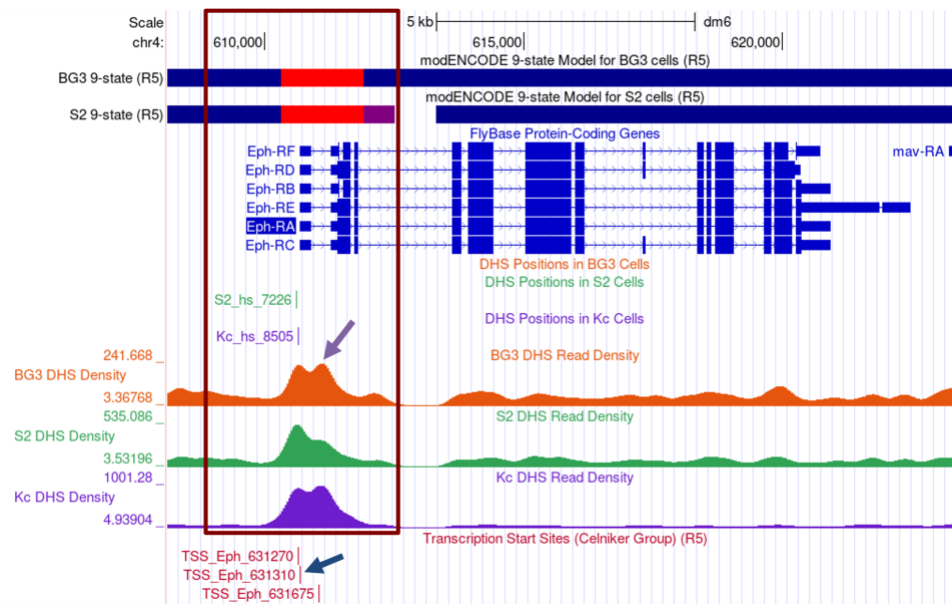 Scale 5 kb dm6
chr4: 610,000 615,000 620,000
modENCODE 9-state Model for BG3 cells (R5)
BG3 9-state (R5)
modENCODE 9-state Model for S2 cells (R5)
S2 9-state (R5)
FlyBase Protein-Coding Genes
Eph-RF mav-RA
Eph-RD
Eph-RB
Eph-RE
Eph-RA
Eph-RC
DHS Positions in BG3 Cells
DHS Positions in S2 Cells
S2_hs_7226
DHS Positions in Kc Cells
Kc_hs_8505
241.668 BG3 DHS Read Density
BG3 DHS Density
3.36768
535.086 S2 DHS Read Density
S2 DHS Density
3.53196
1001.28 Kc DHS Read Density
Kc DHS Density
4.93904
Transcription Start Sites (Celniker Group) (R5)
TSS_Eph_631270
TSS_Eph_631310
TSS_Eph_631675